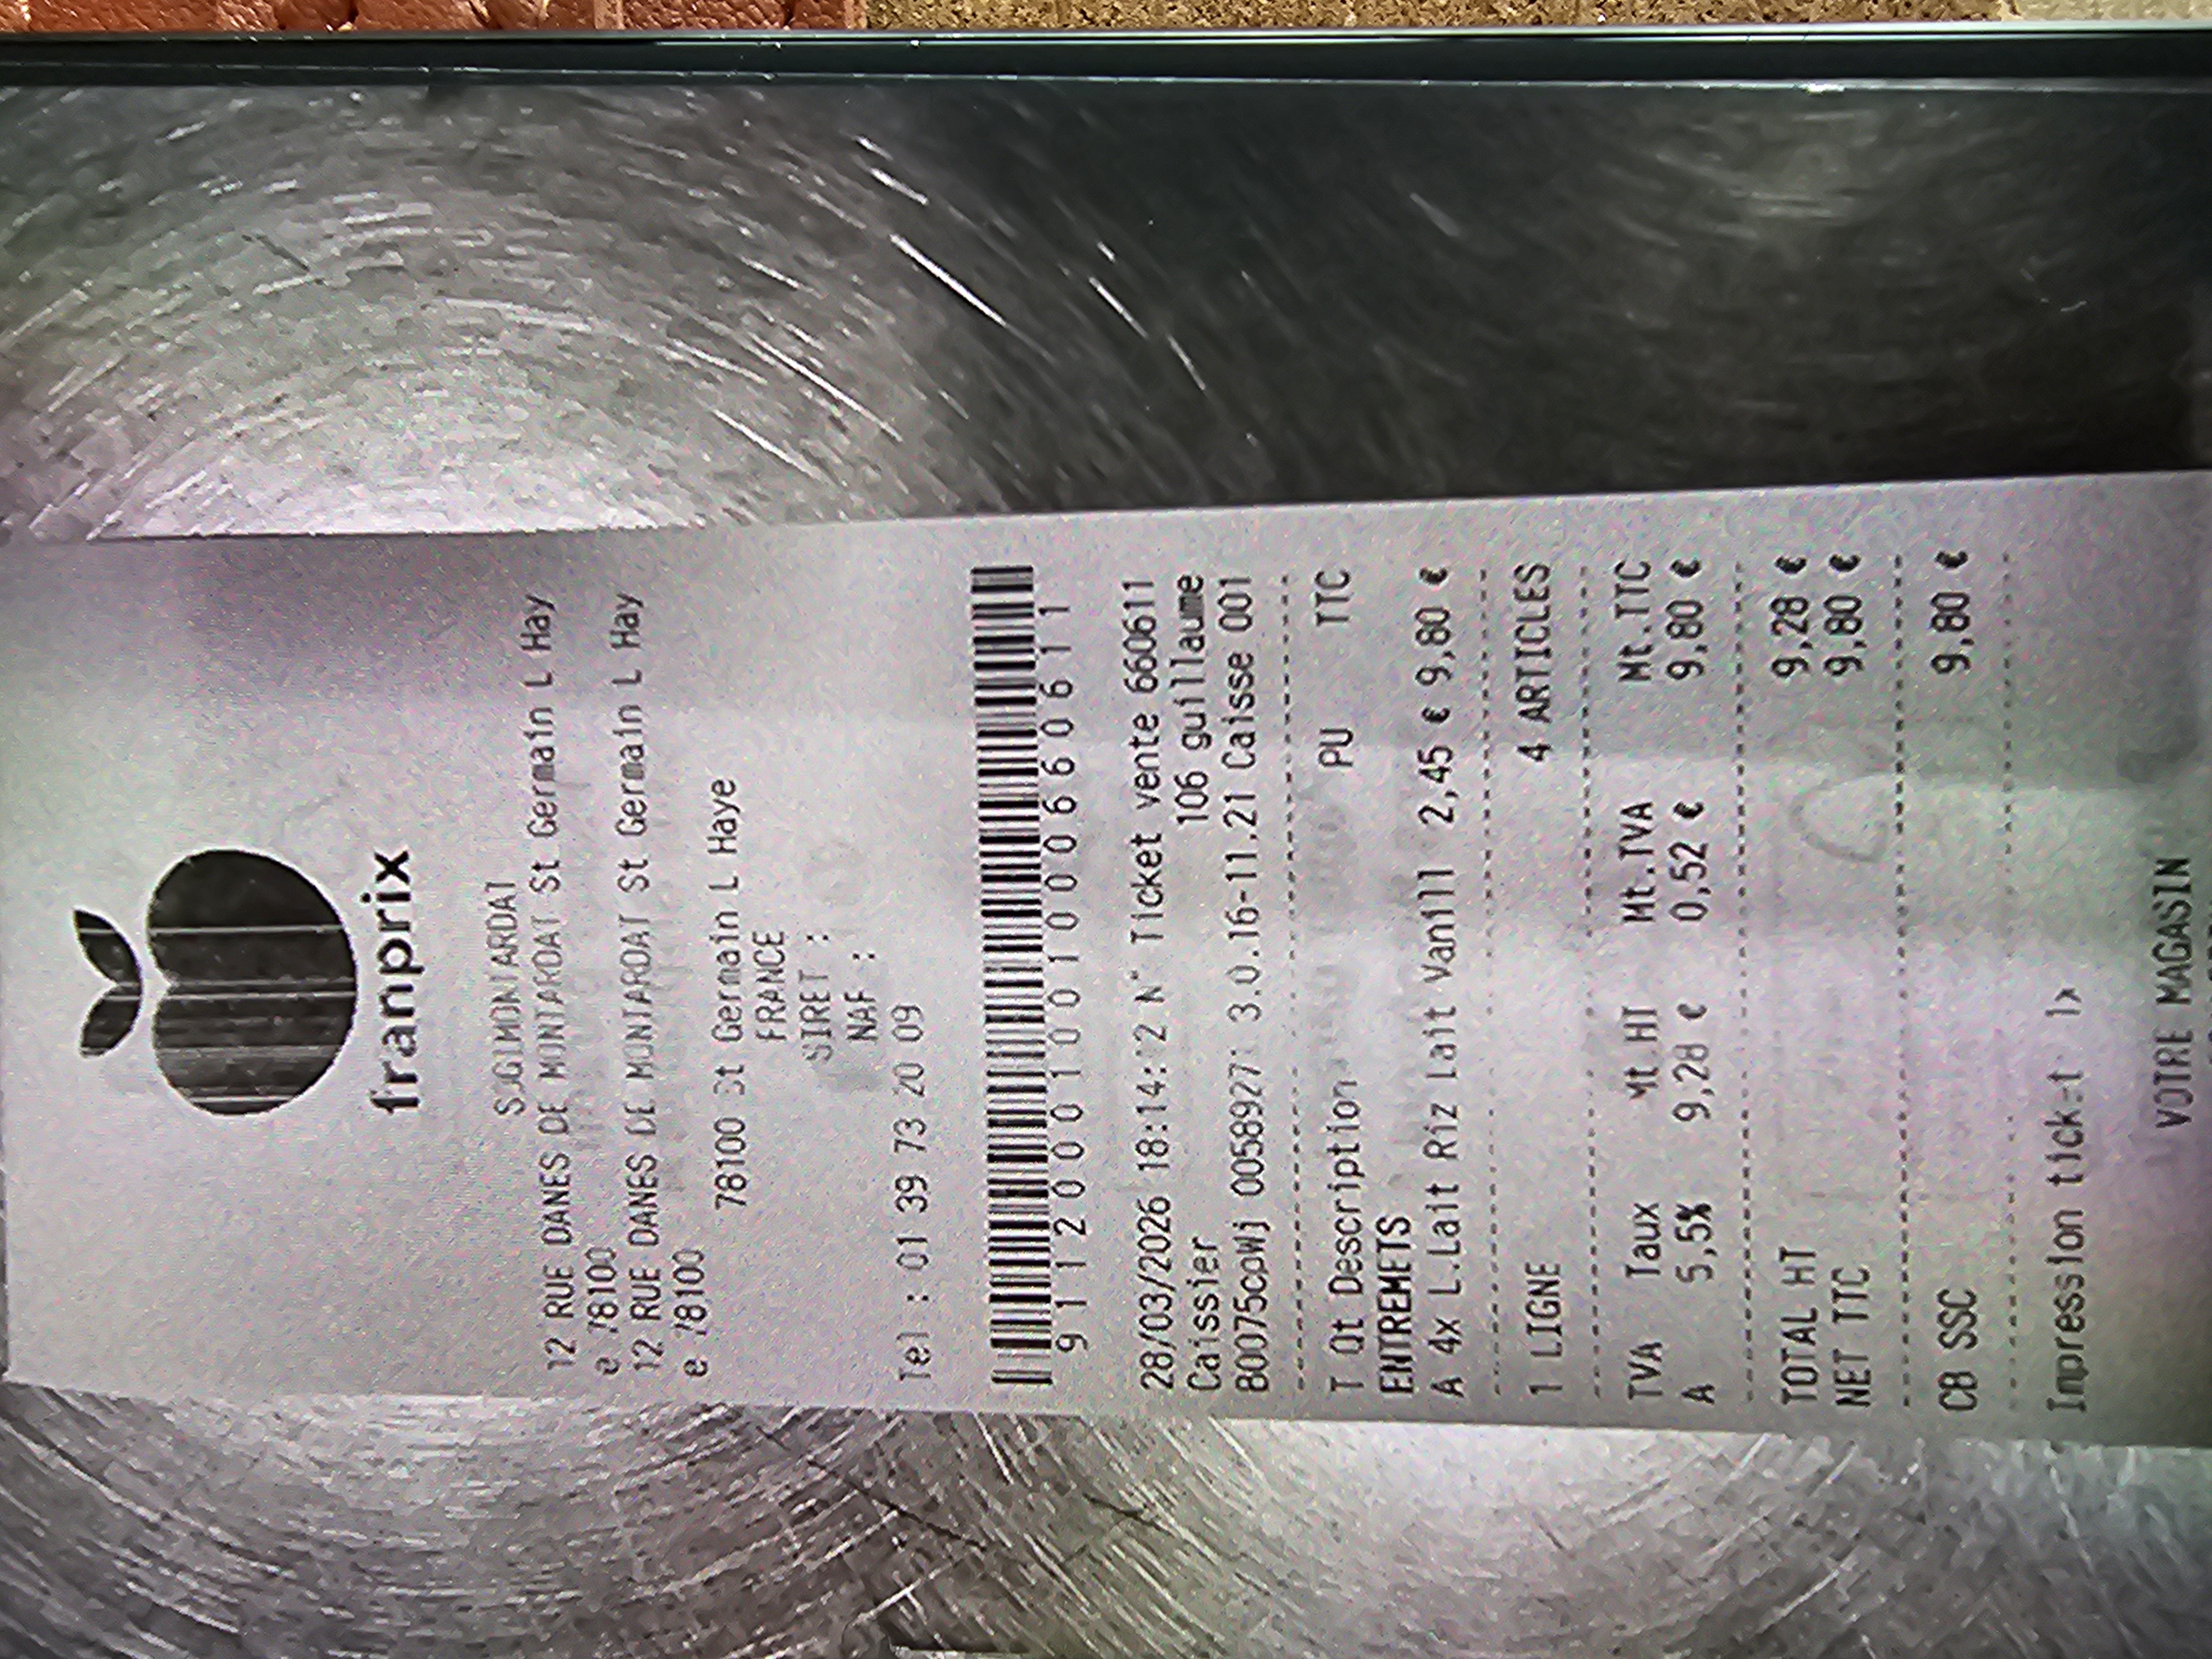 franprix
SOGIMONTARDAT
12 RUE DANES DE MONTARDAT St Germain L Hay
e 78100
12 RUE DANES DE MONTARDAT St Germain L Hay
e 78100
78100 St Germain L Haye
FRANCE
SIRET :
NAF :
Tel : 01 39 73 20 09
9112000100100066061​1
28/03/2026 N° Ticket vente 660611
Caissier 106 guillaume
3.0.16-11.21 Caisse 001
T Qt Description PU TTC
ENTREMETS
A 4x L.Lait Riz Lait Vanill 2,45 € 9,80 €
1 LIGNE 4 ARTICLES
TVA Taux Mt.HT Mt.TVA Mt.TTC
A 5,5% 9,28 € 0,52 € 9,80 €
TOTAL HT 9,28 €
NET TTC 9,80 €
CB SSC 9,80 €
Impression ticket 1x
VOTRE MAGASIN